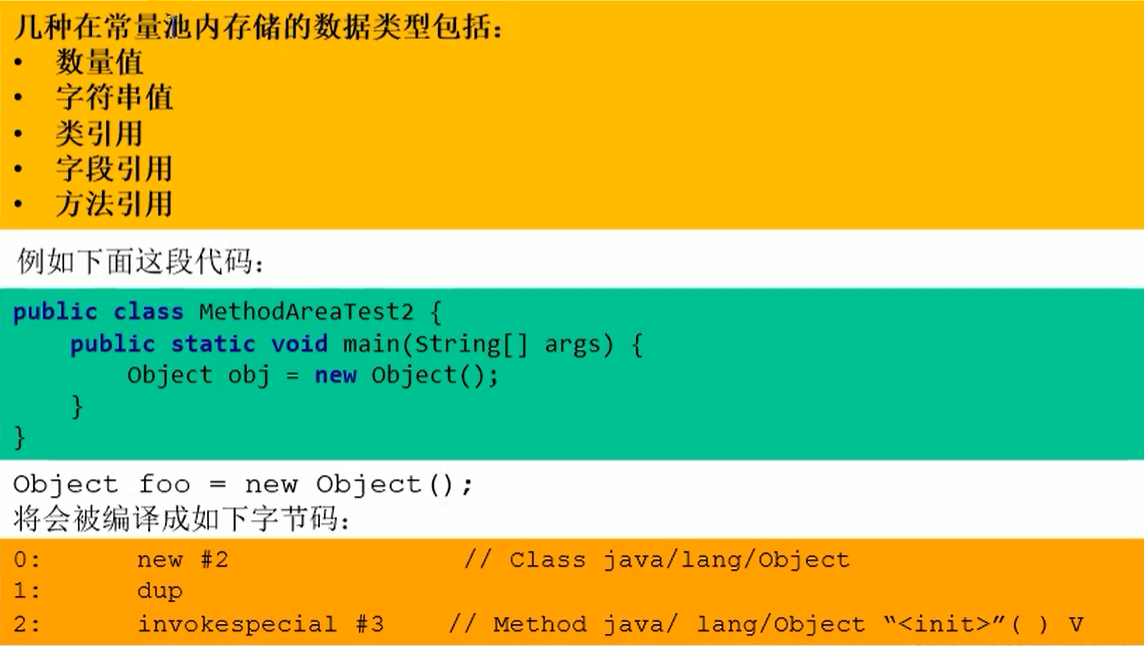 几种在常量池内存储的数据类型包括：
• 数量值
• 字符串值
• 类引用
• 字段引用
• 方法引用
例如下面这段代码：
public class MethodAreaTest2 {
    public static void main(String[] args) {
        Object obj = new Object();
    }
}
Object foo = new Object();
将会被编译成如下字节码：
0:      new #2               // Class java/lang/Object
1:      dup
2:      invokespecial #3    // Method java/ lang/Object “<init>”( ) V